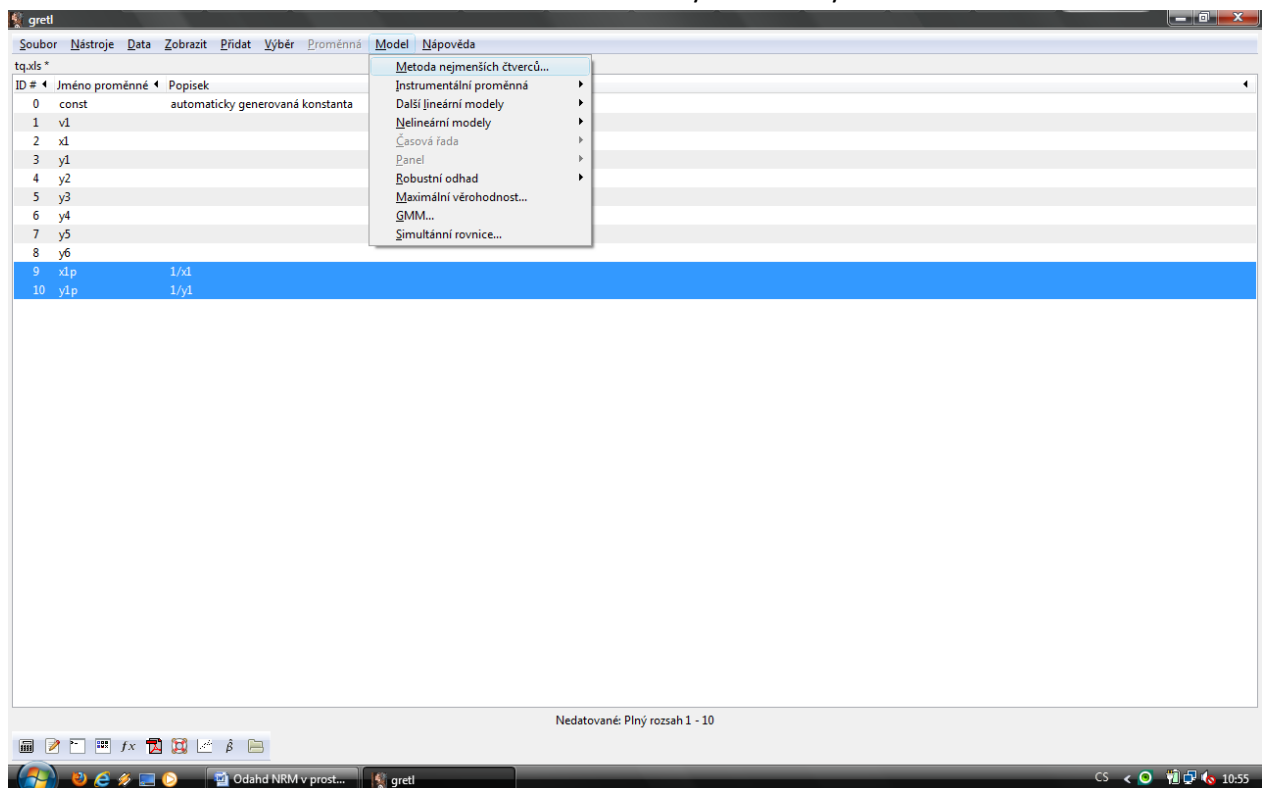 gretl
Soubor Nástroje Data Zobrazit Přidat Výběr Proměnná Model Nápověda
tq.xls *
ID # Jméno proměnné Popisek
0 const automaticky generovaná konstanta
1 v1
2 x1
3 y1
4 y2
5 y3
6 y4
7 y5
8 y6
9 x1p 1/x1
10 y1p 1/y1
Metoda nejmenších čtverců...
Instrumentální proměnná
Další lineární modely
Nelineární modely
Časová řada
Panel
Robustní odhad
Maximální věrohodnost...
GMM...
Simultánní rovnice...
Nedatované: Plný rozsah 1 - 10
fx β̂
Odahd NRM v prost... gretl CS 10:55